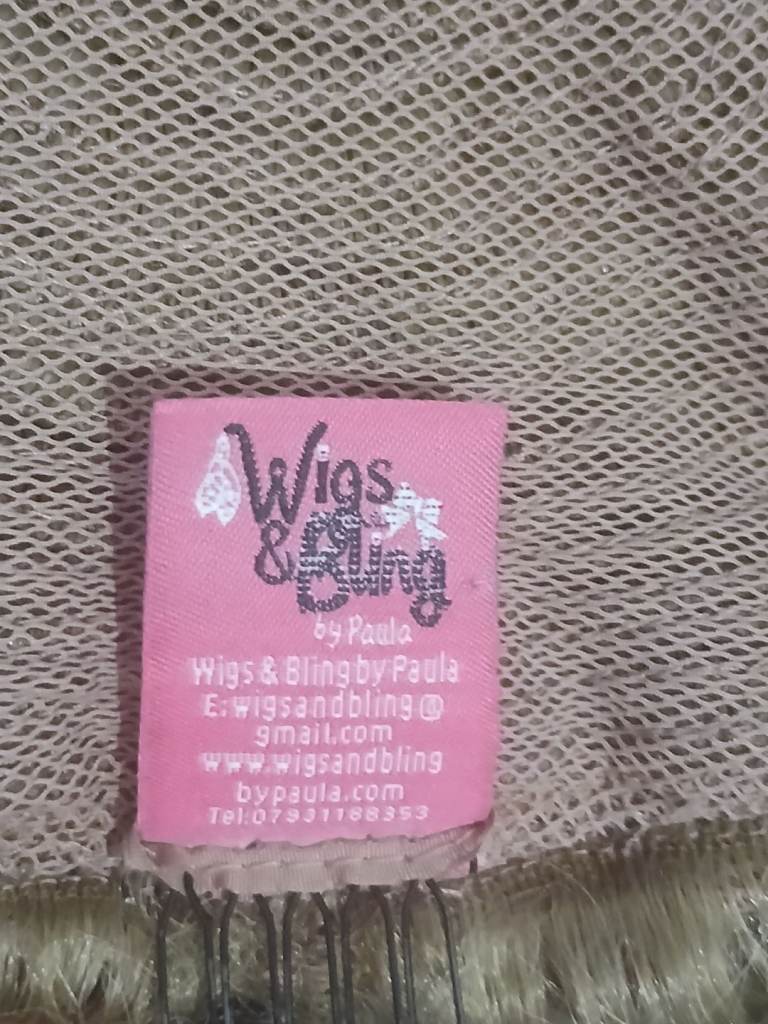 Wigs
& Bling
by Paula
Wigs & Bling by Paula
E: wigsandbling@
gmail.com
www.wigsandbling
bypaula.com
Tel:07931188353